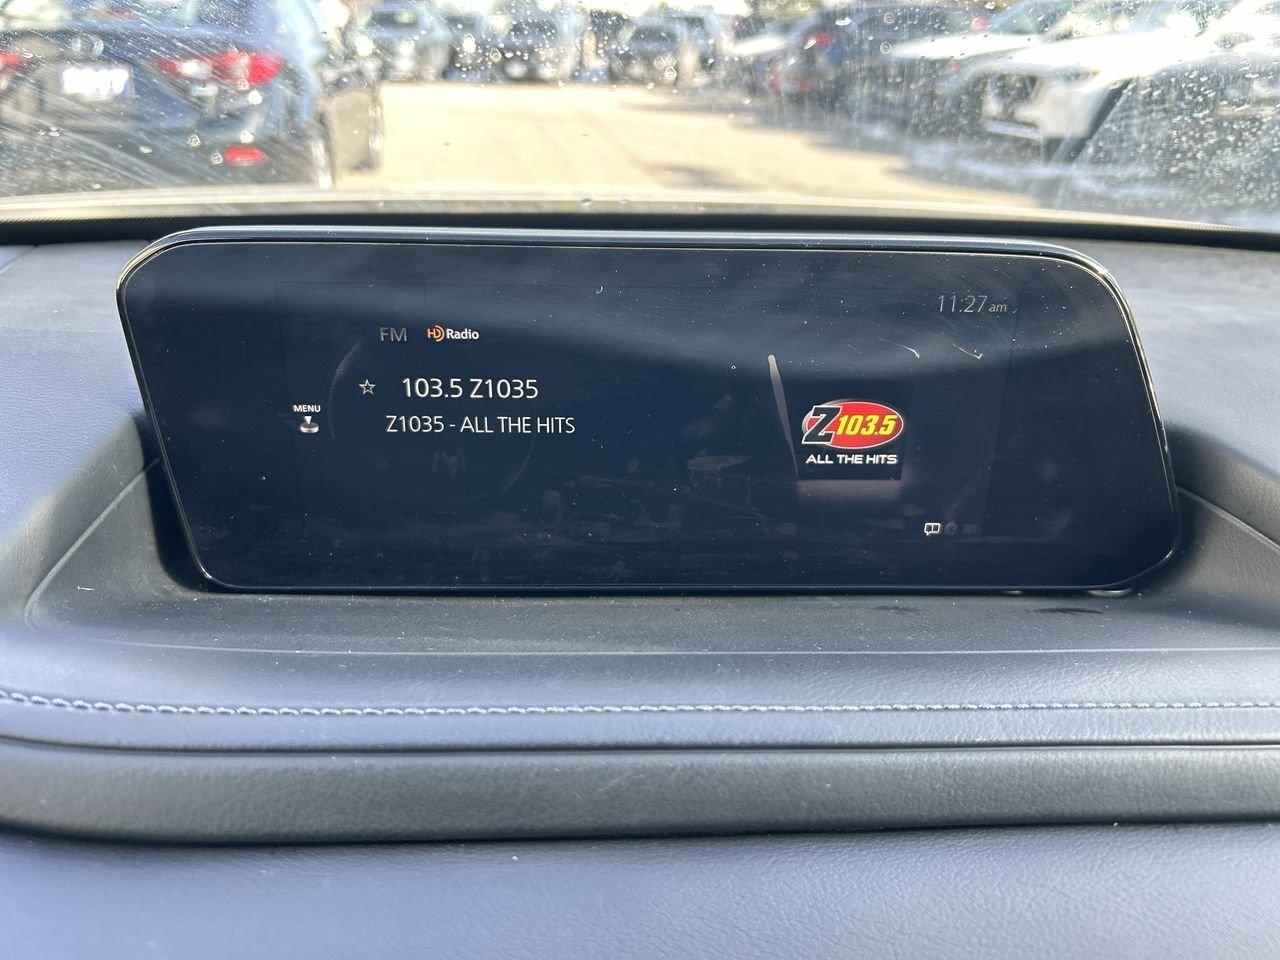 11:27 am
FM HD Radio
☆ 103.5 Z1035
MENU
Z1035 - ALL THE HITS
Z103.5
ALL THE HITS